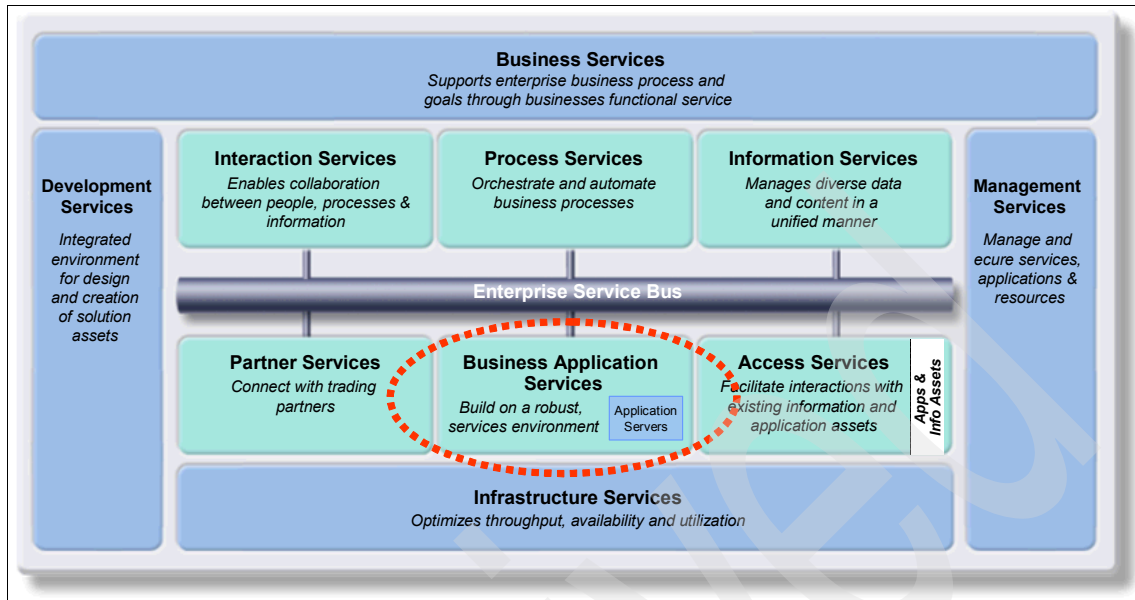 Business Services
Supports enterprise business process and
goals through businesses functional service
Development
Services
Integrated
environment
for design
and creation
of solution
assets
Interaction Services
Enables collaboration
between people, processes &
information
Process Services
Orchestrate and automate
business processes
Information Services
Manages diverse data
and content in a
unified manner
Management
Services
Manage and
ecure services,
applications &
resources
Enterprise Service Bus
Partner Services
Connect with trading
partners
Business Application
Services
Build on a robust,
services environment
Application
Servers
Access Services
Facilitate interactions with
existing information and
application assets
Apps &
Info Assets
Infrastructure Services
Optimizes throughput, availability and utilization